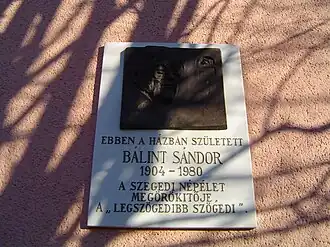 EBBEN A HÁZBAN SZÜLETETT
BÁLINT SÁNDOR
1904 - 1980
A SZEGEDI NÉPÉLET
MEGÖRÖKÍTŐJE,
A „LEGSZÖGEDIBB SZÖGEDI".